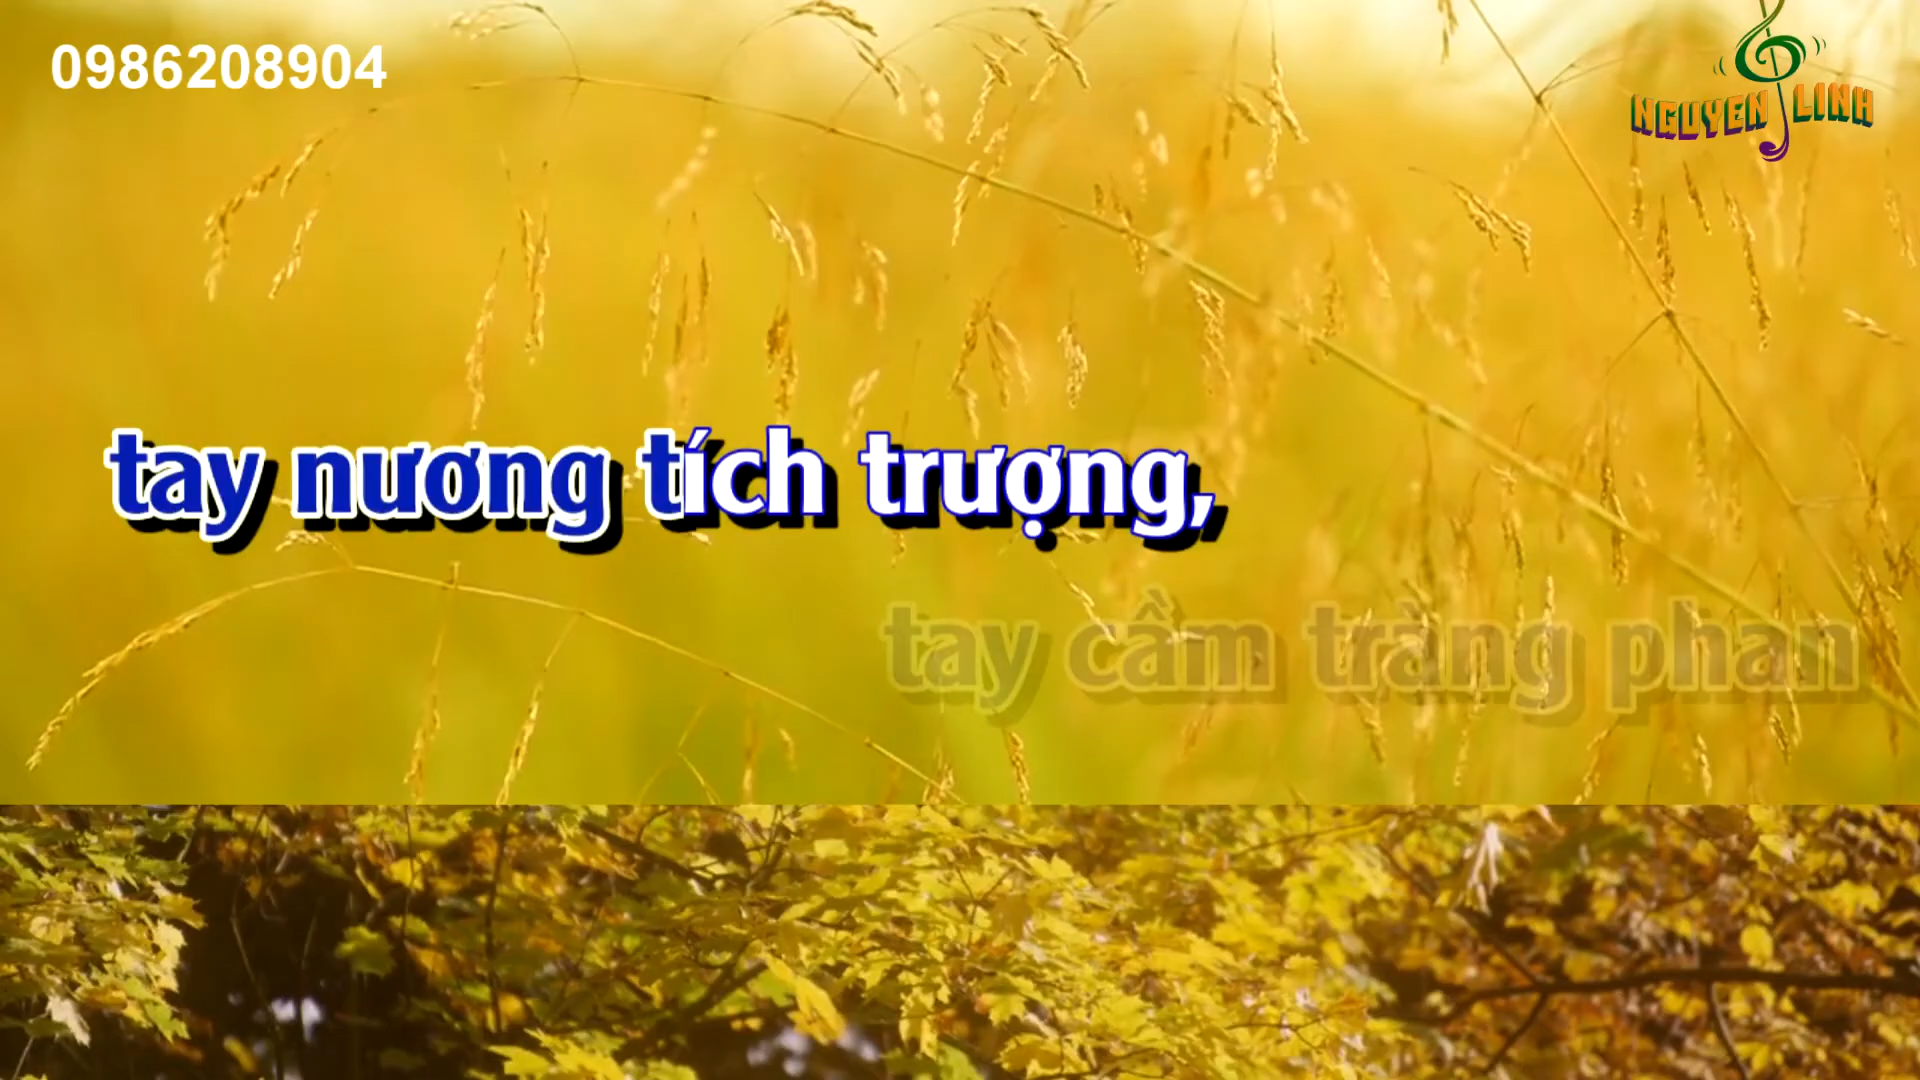 0986208904
NGUYEN LINH
tay nương tích trượng,
tay cầm tràng phan